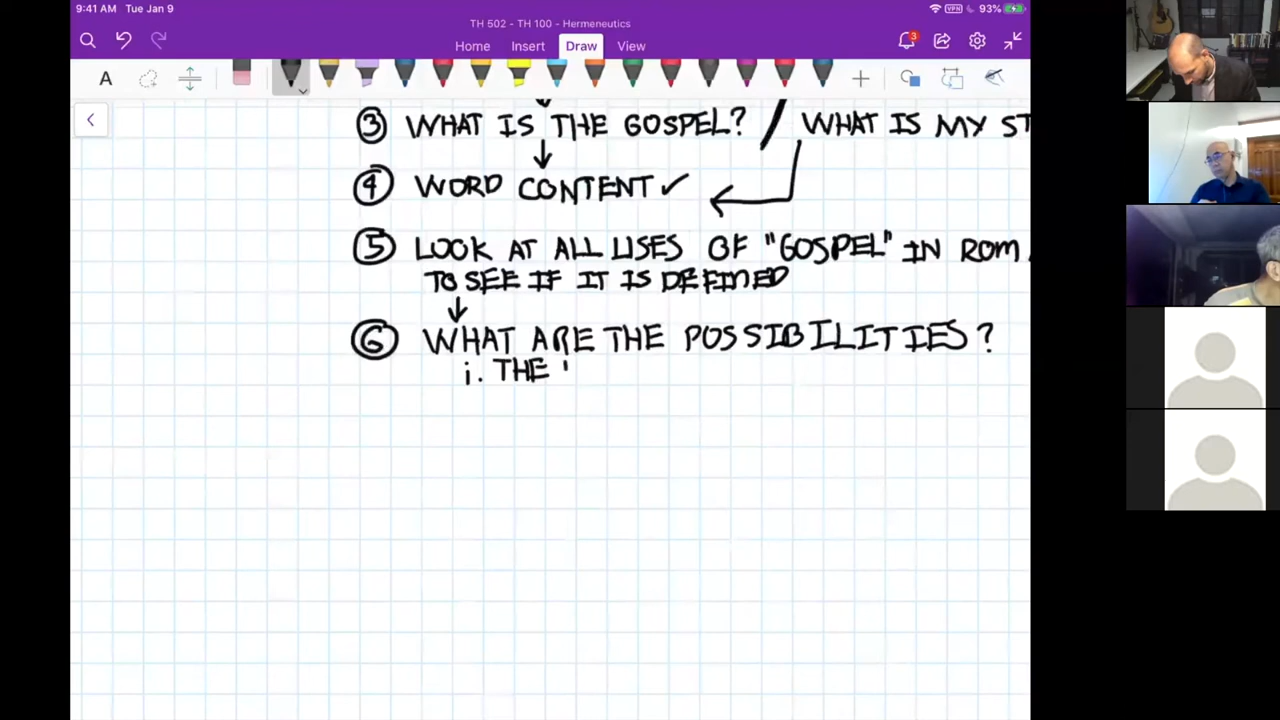 9:41 AM Tue Jan 9
VPN 93%
TH 502 - TH 100 - Hermeneutics
3
Home Insert Draw View
A
③ WHAT IS THE GOSPEL? / WHAT IS MY ST
④ WORD CONTENT ✓
⑤ LOOK AT ALL USES OF "GOSPEL" IN ROM
TO SEE IF IT IS DEFINED
⑥ WHAT ARE THE POSSIBILITIES?
i. THE